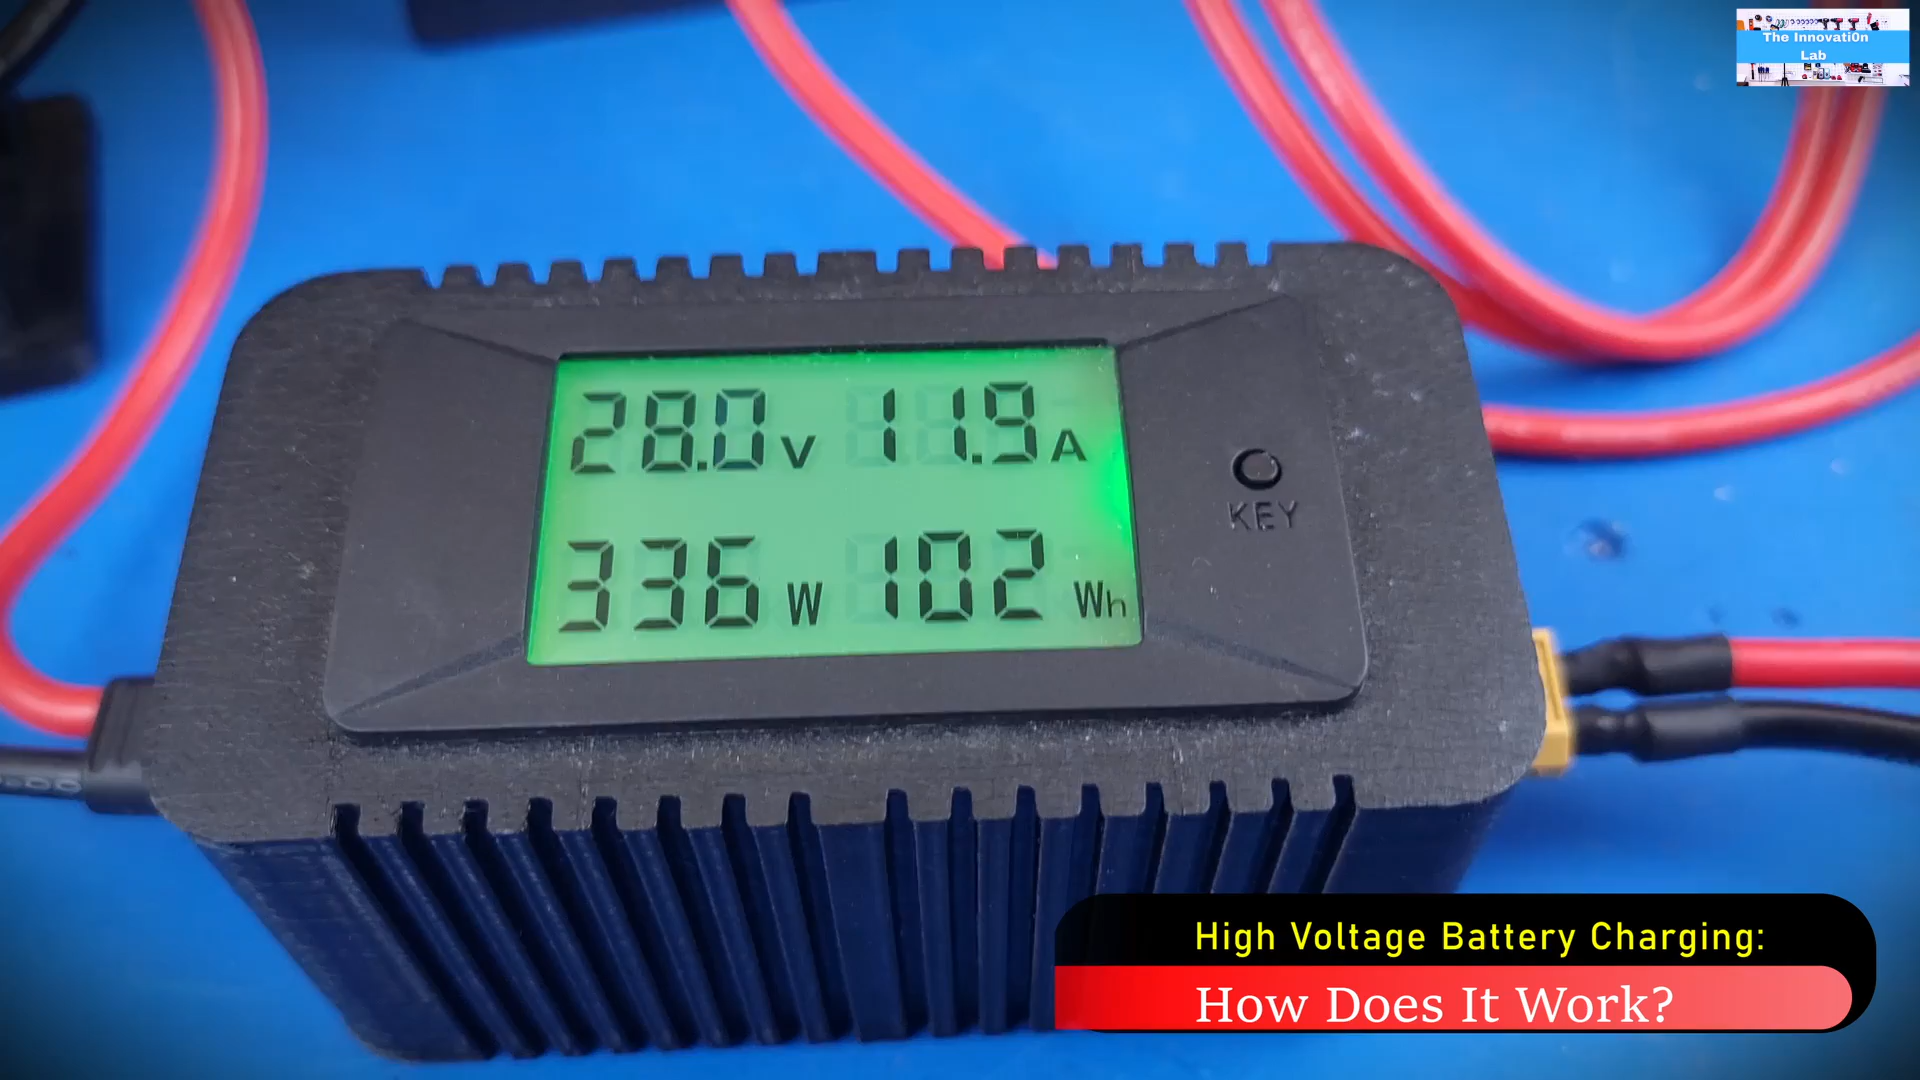 The Innovati0n
Lab
28.0 V 11.9 A
KEY
336 W 102 Wh
High Voltage Battery Charging:
How Does It Work?